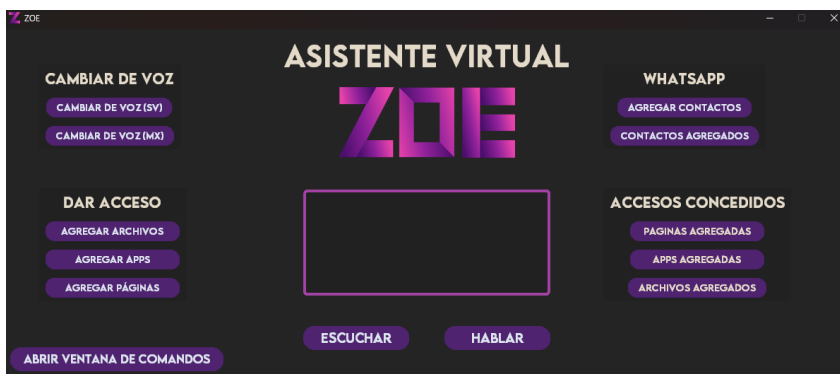 ZOE
ASISTENTE VIRTUAL
ZOE
CAMBIAR DE VOZ
CAMBIAR DE VOZ (SV)
CAMBIAR DE VOZ (MX)
WHATSAPP
AGREGAR CONTACTOS
CONTACTOS AGREGADOS
DAR ACCESO
AGREGAR ARCHIVOS
AGREGAR APPS
AGREGAR PÁGINAS
ACCESOS CONCEDIDOS
PAGINAS AGREGADAS
APPS AGREGADAS
ARCHIVOS AGREGADOS
ESCUCHAR
HABLAR
ABRIR VENTANA DE COMANDOS